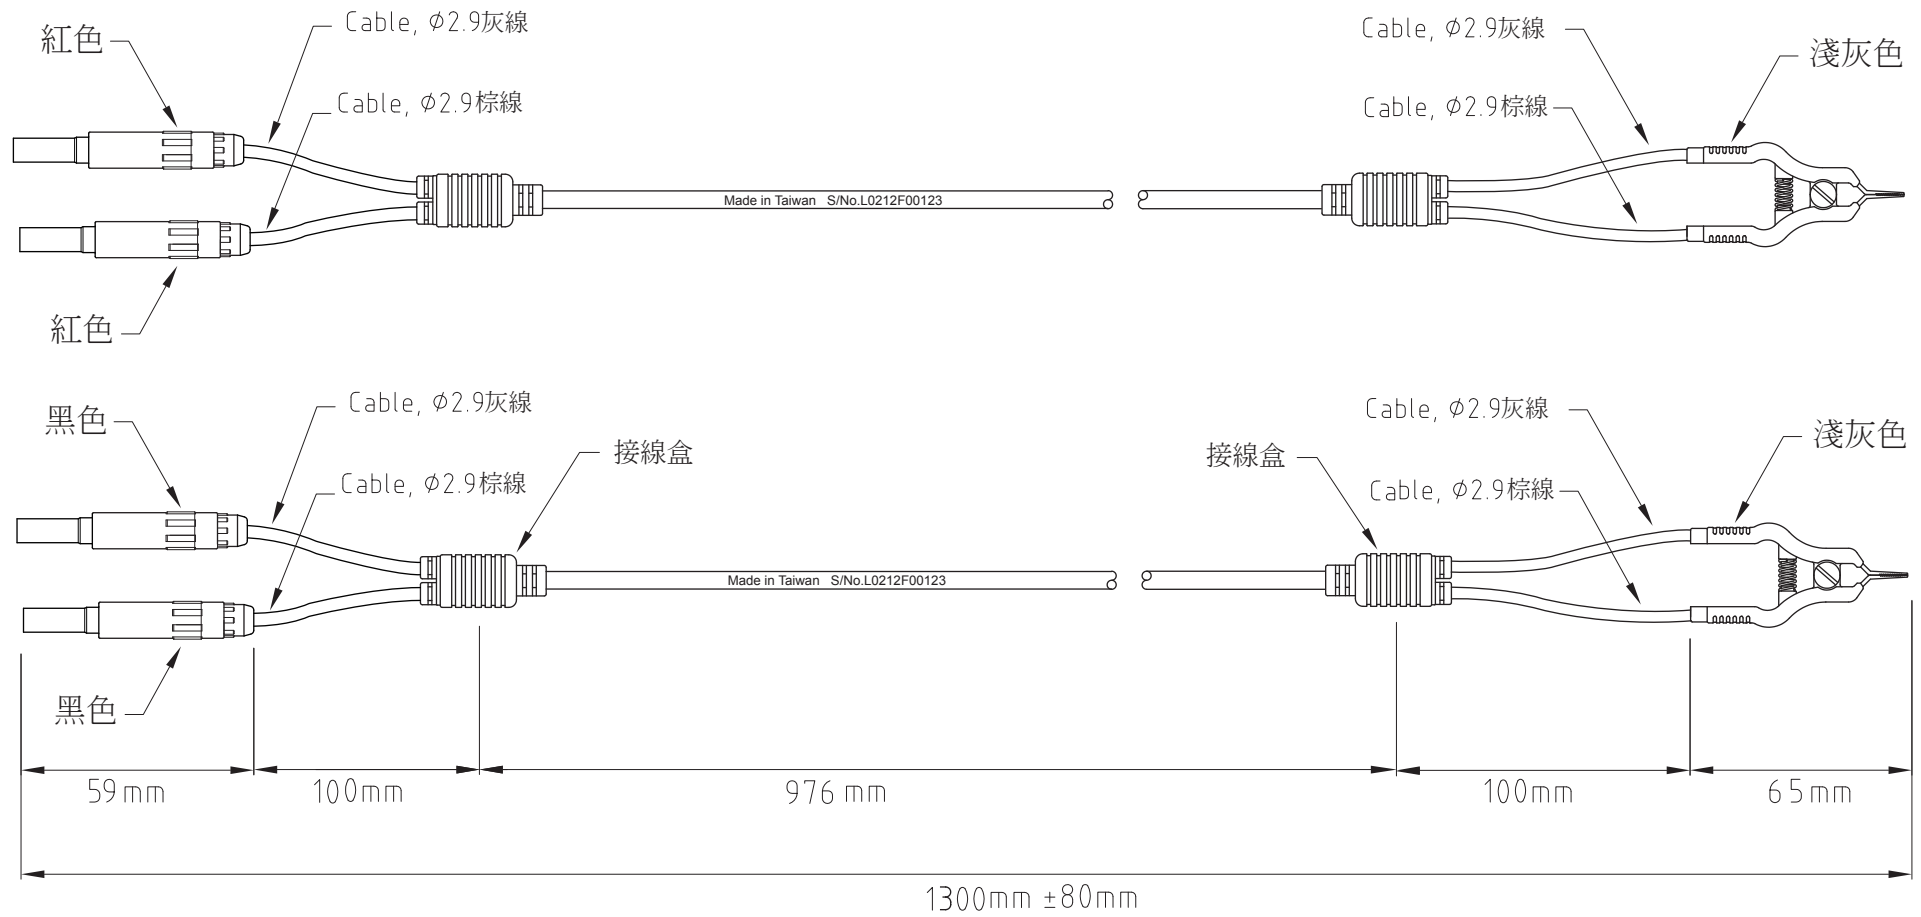 Cable, Φ2.9灰線
Cable, Φ2.9灰線
紅色
淺灰色
Cable, Φ2.9棕線
Cable, Φ2.9棕線
Made in Taiwan S/No.L0212F00123
紅色
Cable, Φ2.9灰線
Cable, Φ2.9灰線
黑色
淺灰色
接線盒
接線盒
Cable, Φ2.9棕線
Cable, Φ2.9棕線
Made in Taiwan S/No.L0212F00123
黑色
59mm
100mm
976 mm
100mm
65mm
1300mm ±80mm